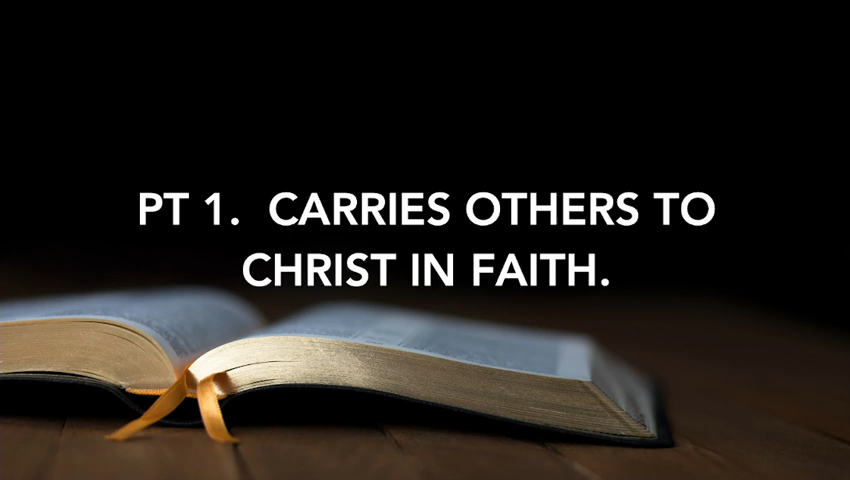 PT 1.  CARRIES OTHERS TO
CHRIST IN FAITH.